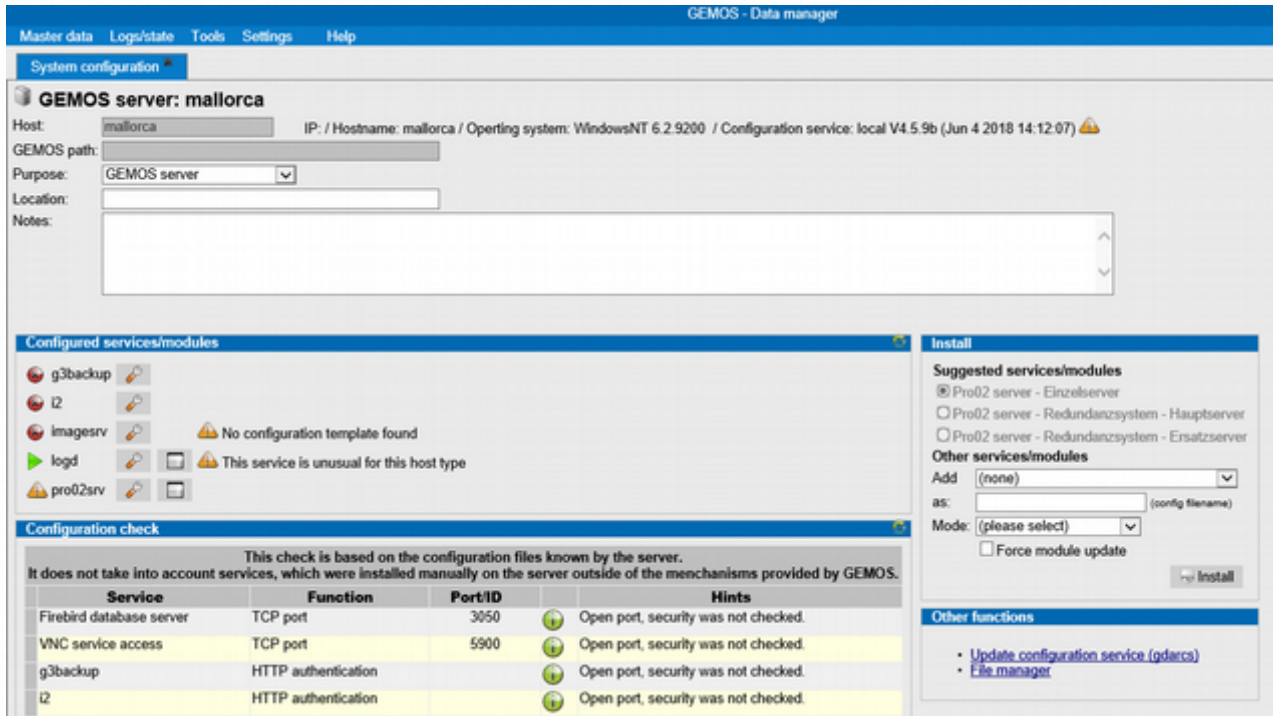 GEMOS - Data manager
Master data Logs/state Tools Settings Help
System configuration
GEMOS server: mallorca
Host: mallorca IP: / Hostname: mallorca / Operting system: WindowsNT 6.2.9200 / Configuration service: local V4.5.9b (Jun 4 2018 14:12:07)
GEMOS path:
Purpose: GEMOS server
Location:
Notes:
Configured services/modules
g3backup
i2
imagesrv No configuration template found
logd This service is unusual for this host type
pro02srv
Configuration check
This check is based on the configuration files known by the server.
It does not take into account services, which were installed manually on the server outside of the menchanisms provided by GEMOS.
Service Function Port/ID Hints
Firebird database server TCP port 3050 Open port, security was not checked.
VNC service access TCP port 5900 Open port, security was not checked.
g3backup HTTP authentication Open port, security was not checked.
i2 HTTP authentication Open port, security was not checked.
Install
Suggested services/modules
Pro02 server - Einzelserver
Pro02 server - Redundanzsystem - Hauptserver
Pro02 server - Redundanzsystem - Ersatzserver
Other services/modules
Add (none)
as: (config filename)
Mode: (please select)
Force module update
Install
Other functions
• Update configuration service (gdarcs)
• File manager